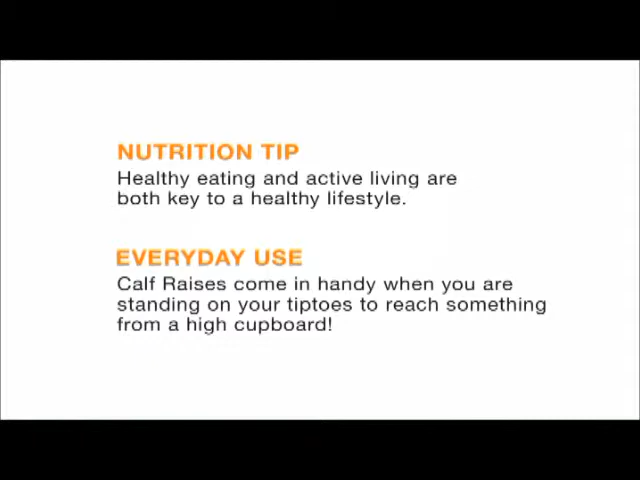 NUTRITION TIP
Healthy eating and active living are
both key to a healthy lifestyle.
EVERYDAY USE
Calf Raises come in handy when you are
standing on your tiptoes to reach something
from a high cupboard!